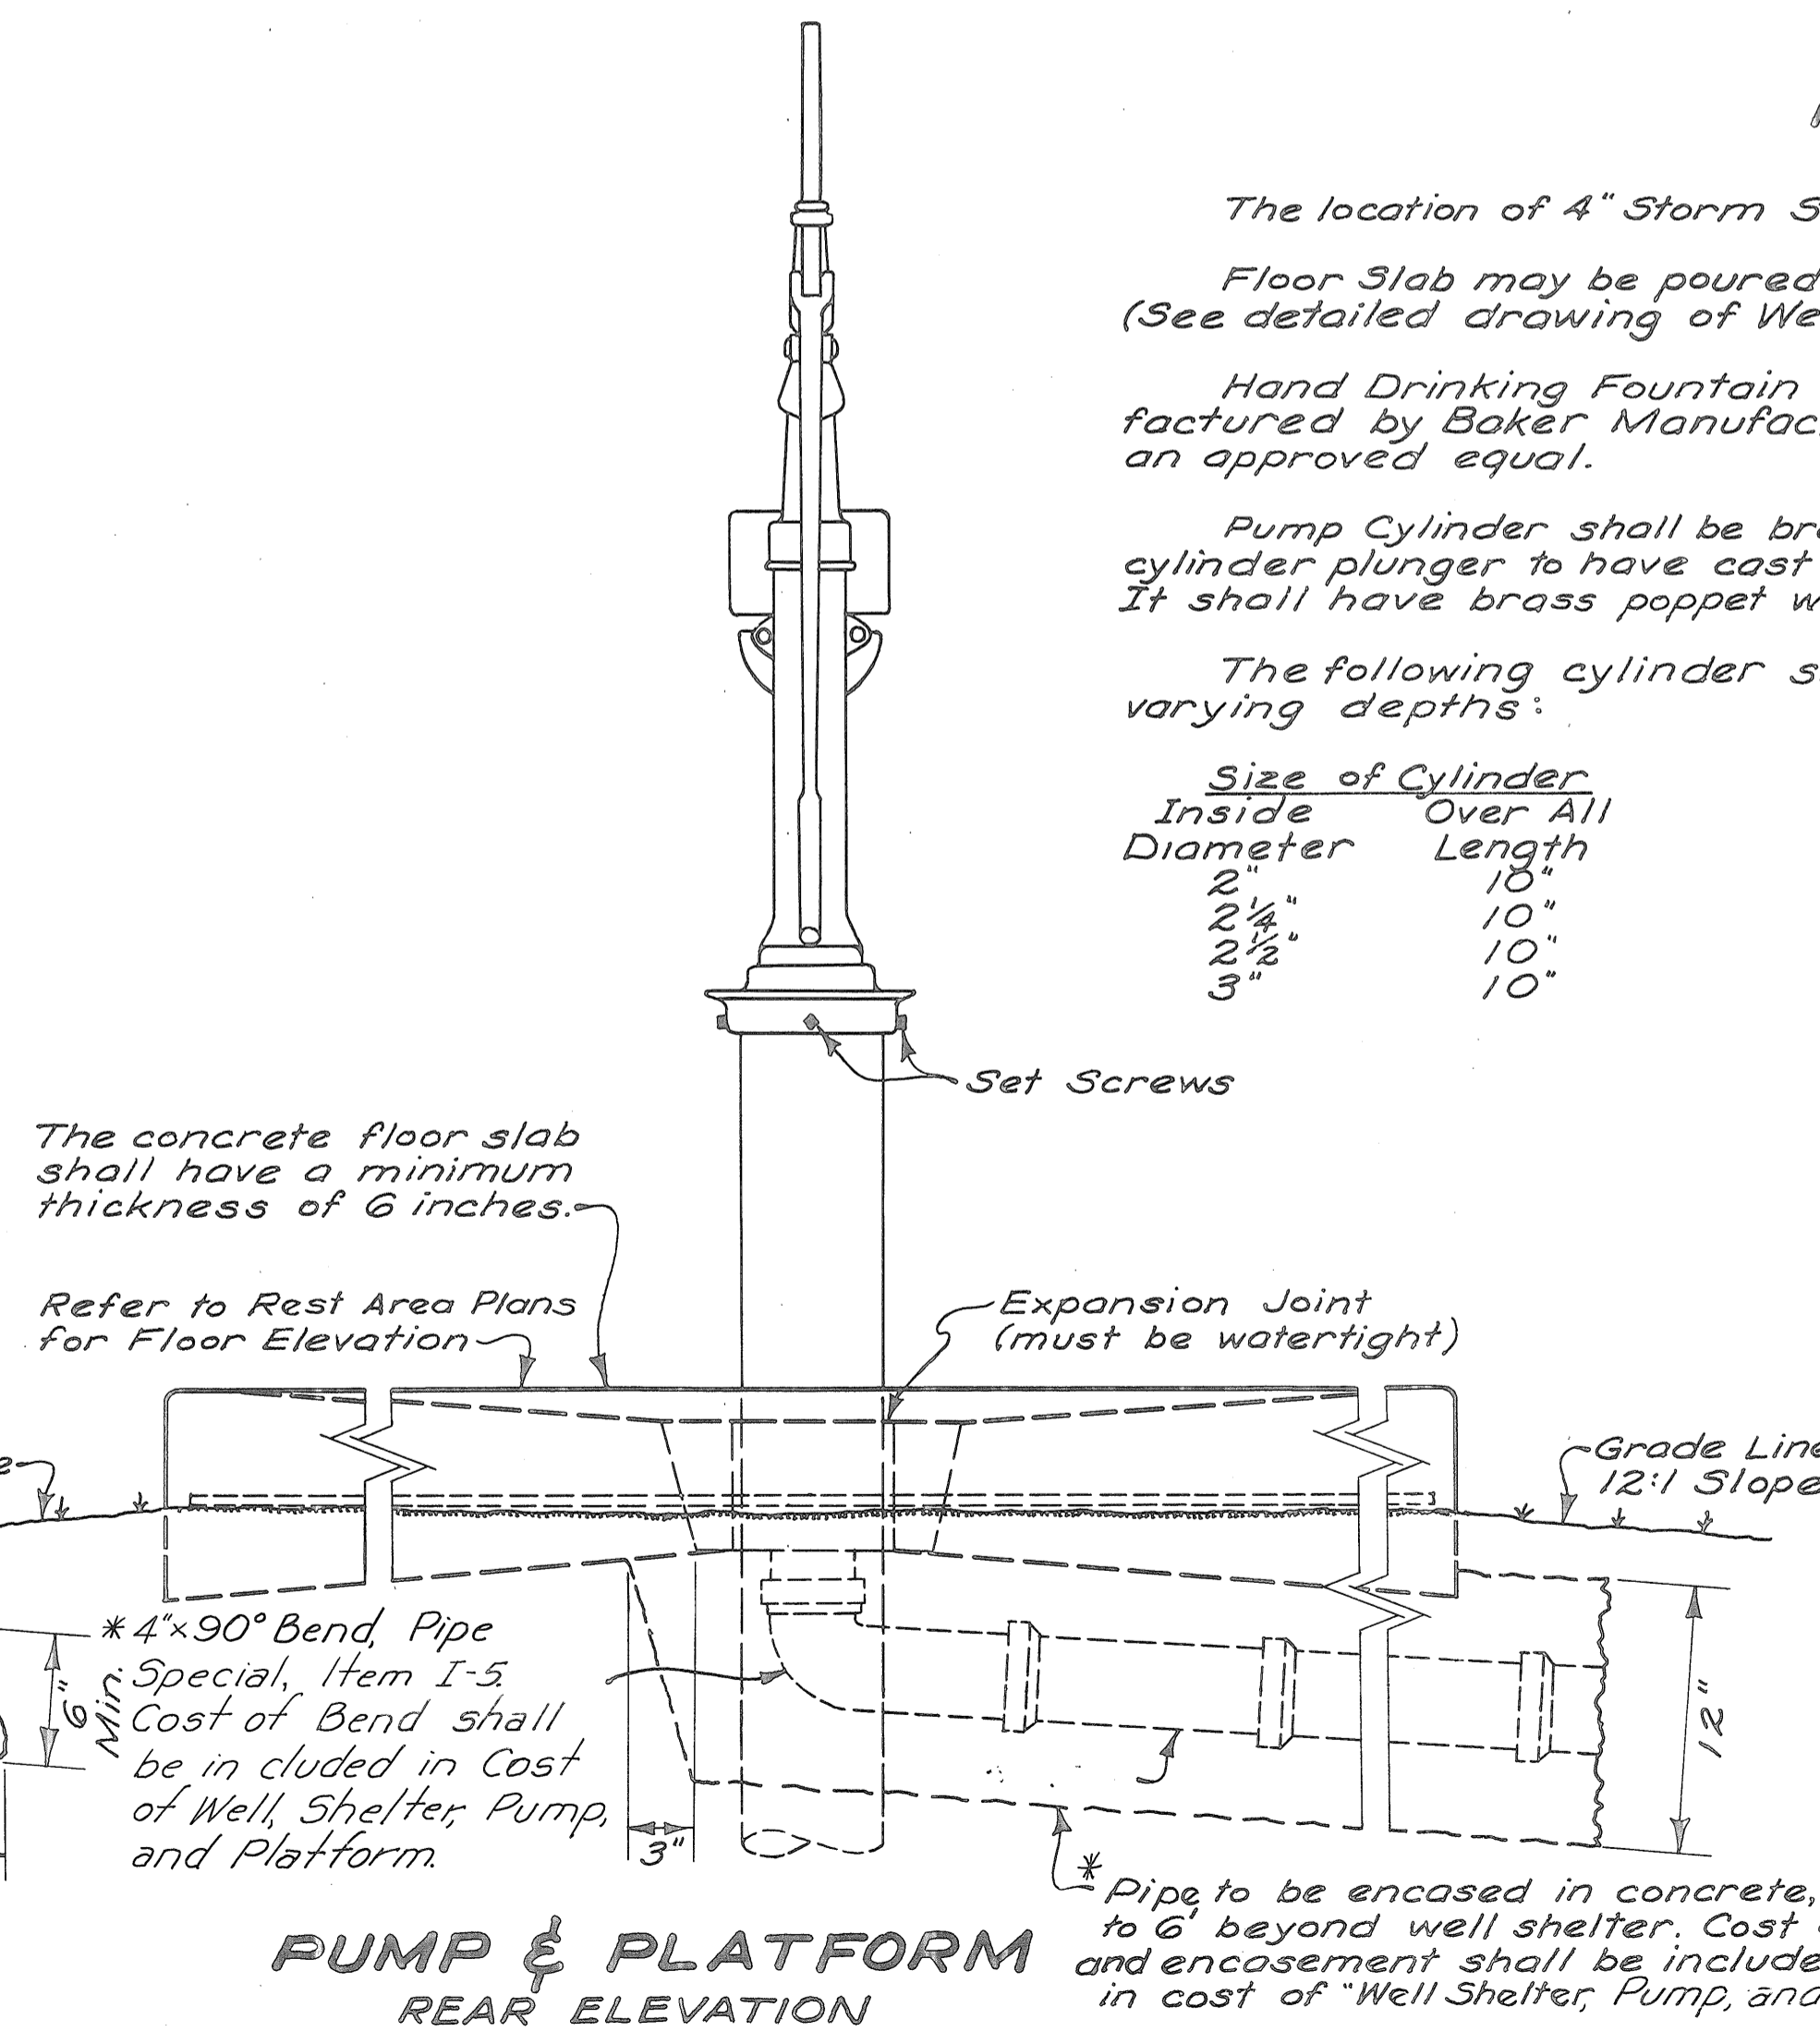 The location of 4" Storm S
Floor Slab may be poured
(See detailed drawing of We
Hand Drinking Fountain
factured by Baker Manufac
an approved equal.
Pump Cylinder shall be br
cylinder plunger to have cast
It shall have brass poppet w
The following cylinder s
varying depths:
Size of Cylinder
Inside Over All
Diameter Length
2" 10"
2¼" 10"
2½" 10"
3" 10"
Set Screws
The concrete floor slab
shall have a minimum
thickness of 6 inches.
Refer to Rest Area Plans
for Floor Elevation
Expansion Joint
(must be watertight)
Grade Line
12:1 Slope
* 4"x90° Bend, Pipe
Special, Item I-5.
Cost of Bend shall
be in cluded in Cost
of Well, Shelter, Pump,
and Platform.
6"
Min.
3"
12"
* Pipe to be encased in concrete,
to 6' beyond well shelter. Cost
and encasement shall be include
in cost of "Well Shelter, Pump, and
PUMP & PLATFORM
REAR ELEVATION